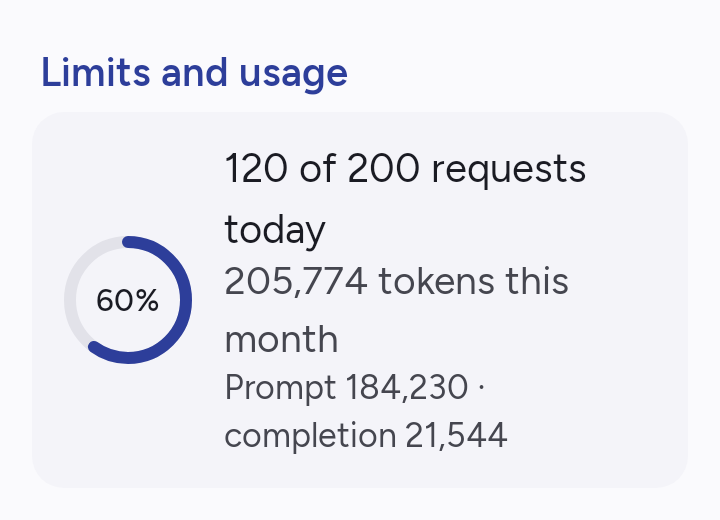 Limits and usage
120 of 200 requests
today
60%
205,774 tokens this
month
Prompt 184,230 ·
completion 21,544